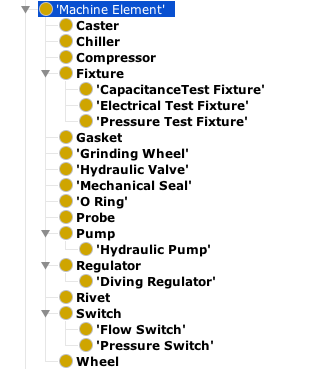 'Machine Element'
Caster
Chiller
Compressor
Fixture
'CapacitanceTest Fixture'
'Electrical Test Fixture'
'Pressure Test Fixture'
Gasket
'Grinding Wheel'
'Hydraulic Valve'
'Mechanical Seal'
'O Ring'
Probe
Pump
'Hydraulic Pump'
Regulator
'Diving Regulator'
Rivet
Switch
'Flow Switch'
'Pressure Switch'
Wheel